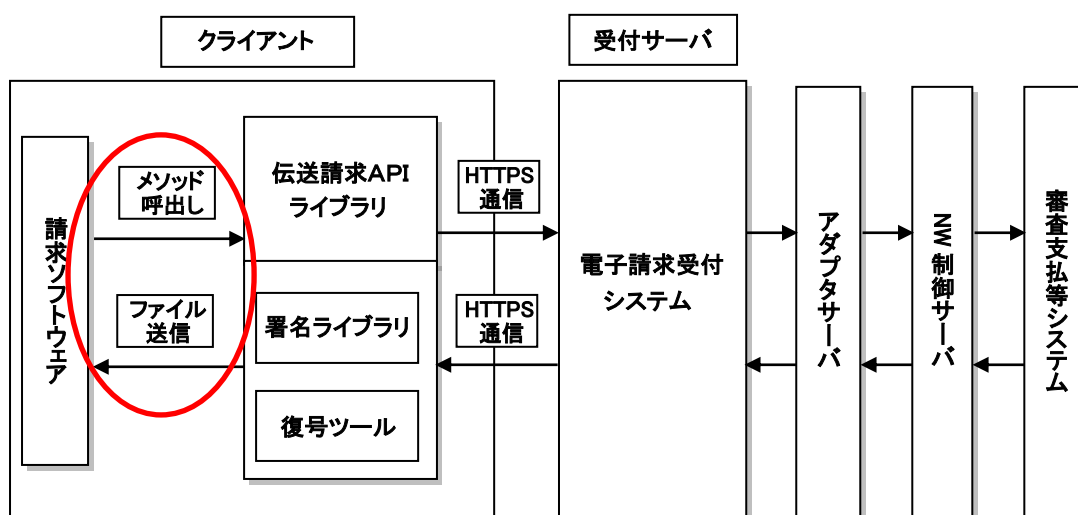 クライアント
受付サーバ
請求ソフトウェア
メソッド
呼出し
ファイル
送信
伝送請求API
ライブラリ
署名ライブラリ
復号ツール
HTTPS
通信
HTTPS
通信
電子請求受付
システム
アダプタサーバ
NW制御サーバ
審査支払等システム